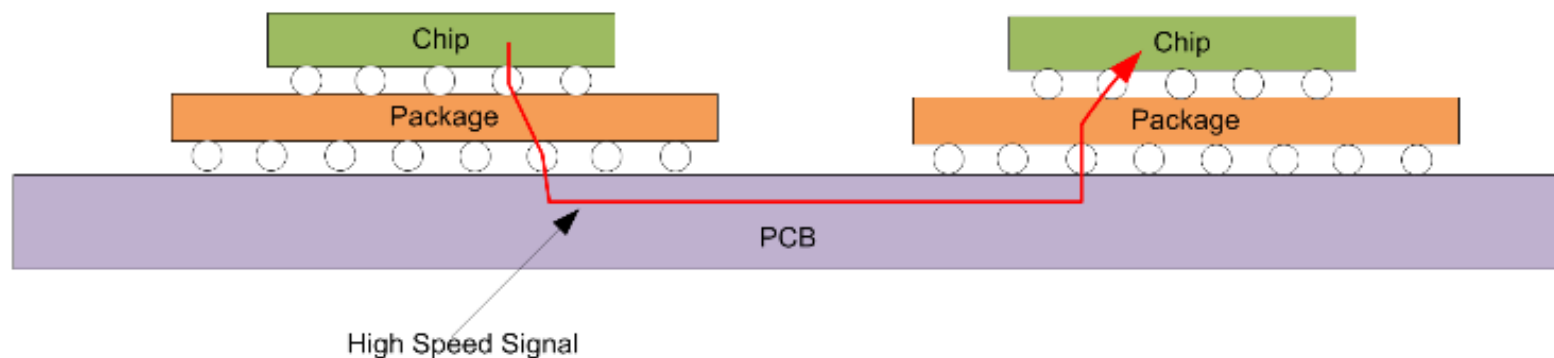 Chip
Chip
Package
Package
PCB
High Speed Signal